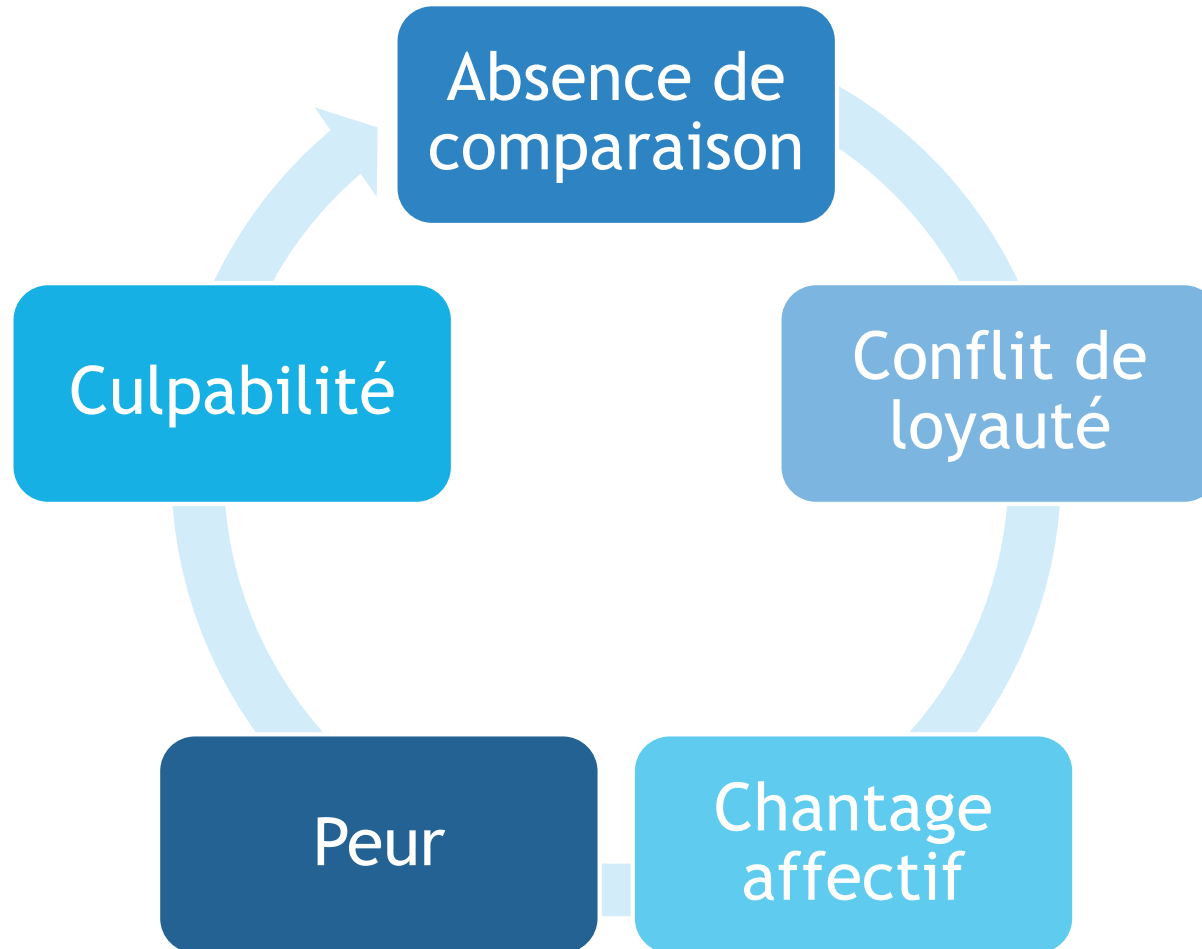 Absence de
comparaison
Conflit de
loyauté
Chantage
affectif
Peur
Culpabilité